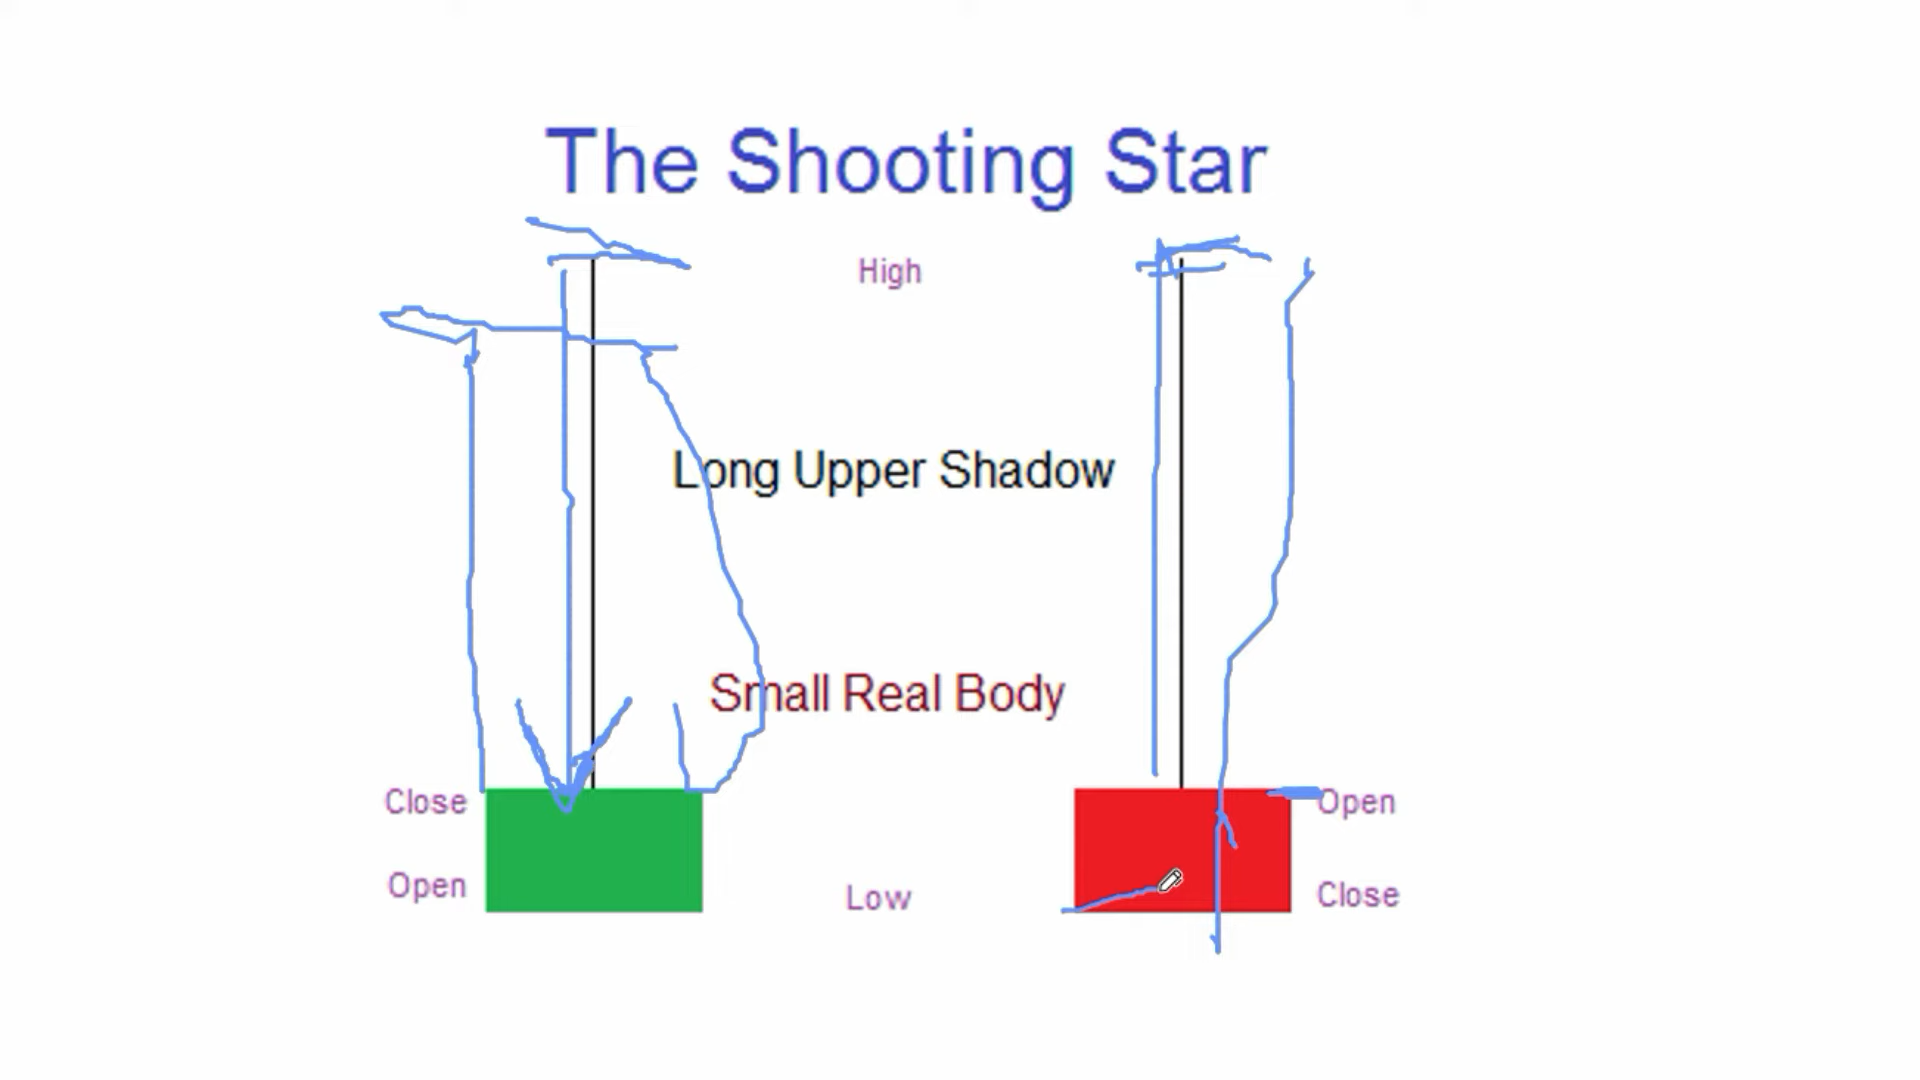 The Shooting Star
High
Long Upper Shadow
Small Real Body
Close
Open
Open
Low
Close